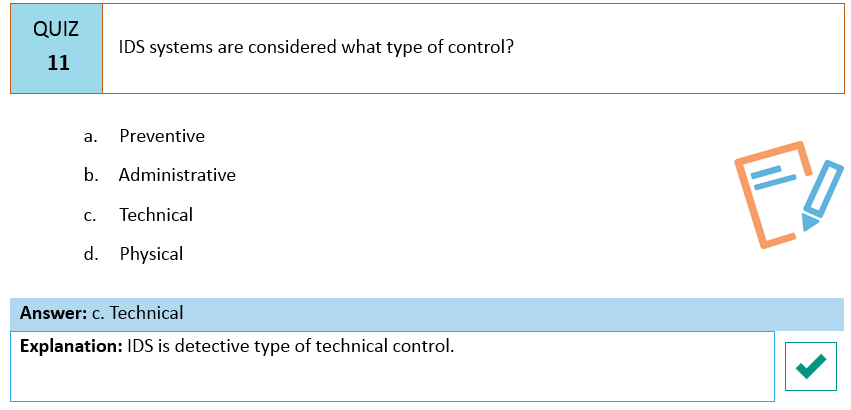 QUIZ
11
IDS systems are considered what type of control?
a. Preventive
b. Administrative
c. Technical
d. Physical
Answer: c. Technical
Explanation: IDS is detective type of technical control.